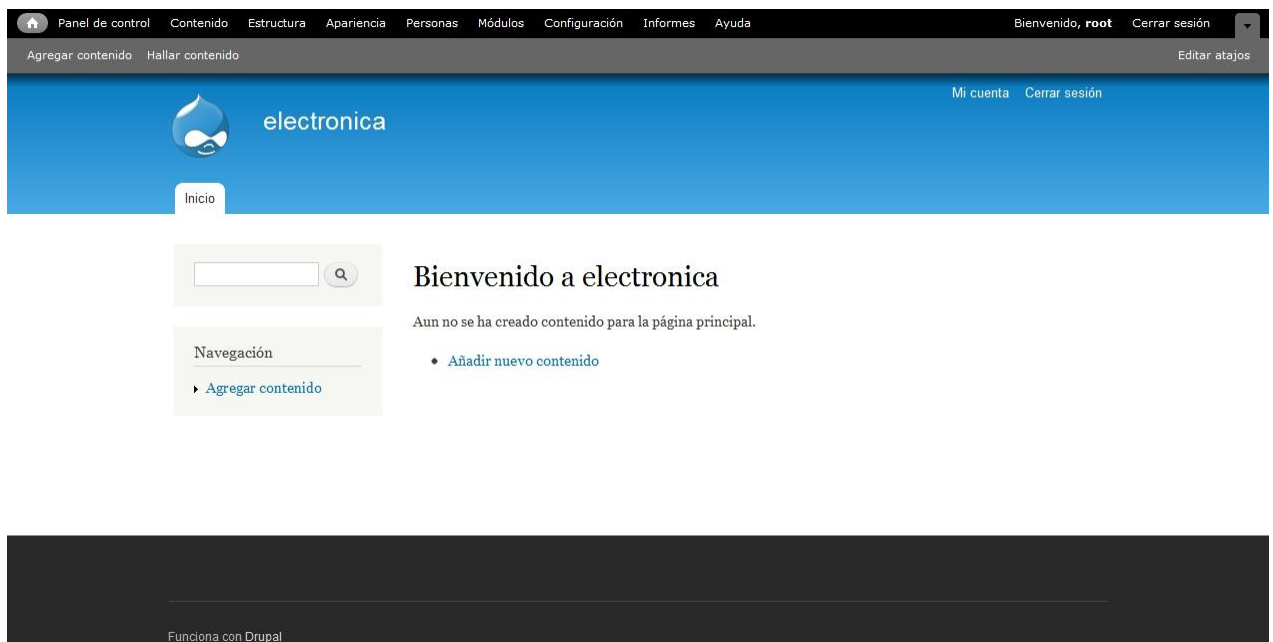 Panel de control Contenido Estructura Apariencia Personas Módulos Configuración Informes Ayuda Bienvenido, root Cerrar sesión
Agregar contenido Hallar contenido Editar atajos
Mi cuenta Cerrar sesión
electronica
Inicio
Bienvenido a electronica
Aun no se ha creado contenido para la página principal.
Navegación
Añadir nuevo contenido
Agregar contenido
Funciona con Drupal